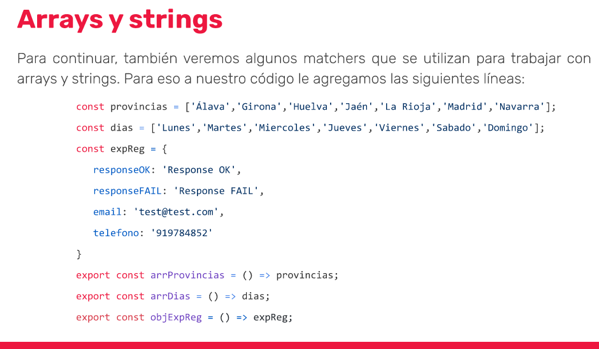 Arrays y strings
Para continuar, también veremos algunos matchers que se utilizan para trabajar con
arrays y strings. Para eso a nuestro código le agregamos las siguientes líneas:
const provincias = ['Álava','Girona','Huelva','Jaén','La Rioja','Madrid','Navarra'];
const dias = ['Lunes','Martes','Miercoles','Jueves','Viernes','Sabado','Domingo'];
const expReg = {
responseOK: 'Response OK',
responseFAIL: 'Response FAIL',
email: 'test@test.com',
telefono: '919784852'
}
export const arrProvincias = () => provincias;
export const arrDias = () => dias;
export const objExpReg = () => expReg;